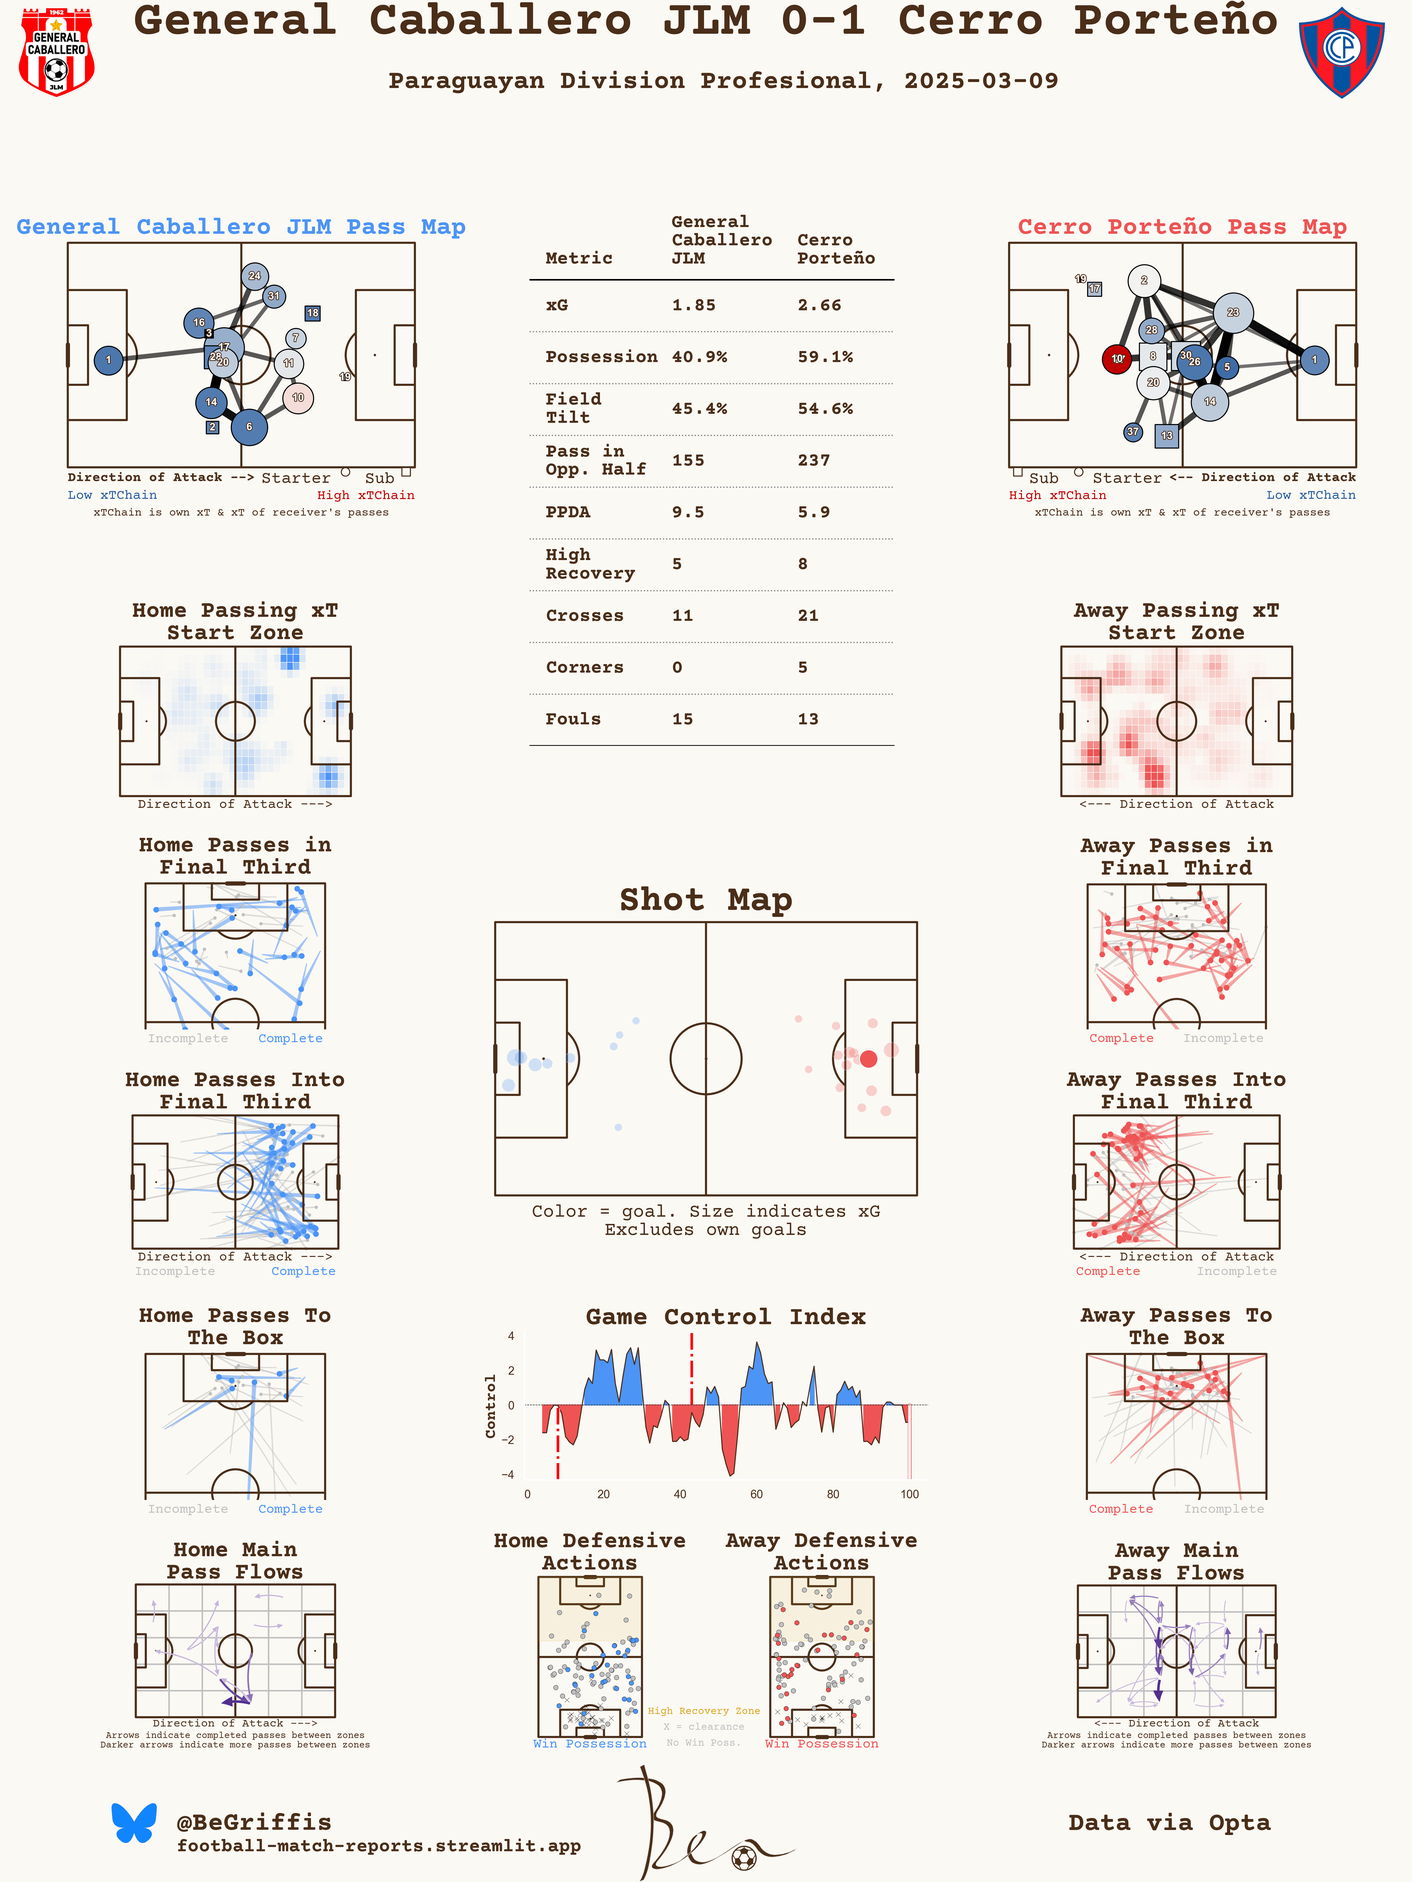 General Caballero JLM 0-1 Cerro Porteño
Paraguayan Division Profesional, 2025-03-09
1962
GENERAL
CABALLERO
JLM
General Caballero JLM Pass Map
24
31
18
16
3
7
17
28
20
11
1
19
14
10
2
6
Direction of Attack --> Starter Sub
Low xTChain High xTChain
xTChain is own xT & xT of receiver's passes
Metric General Caballero JLM Cerro Porteño
xG 1.85 2.66
Possession 40.9% 59.1%
Field Tilt 45.4% 54.6%
Pass in Opp. Half 155 237
PPDA 9.5 5.9
High Recovery 5 8
Crosses 11 21
Corners 0 5
Fouls 15 13
Cerro Porteño Pass Map
19
2
17
23
28
10
8
30
26
5
1
20
14
37
13
Sub Starter <-- Direction of Attack
High xTChain Low xTChain
xTChain is own xT & xT of receiver's passes
Home Passing xT
Start Zone
Direction of Attack --->
Away Passing xT
Start Zone
<--- Direction of Attack
Home Passes in
Final Third
Incomplete Complete
Away Passes in
Final Third
Complete Incomplete
Shot Map
Color = goal. Size indicates xG
Excludes own goals
Home Passes Into
Final Third
Direction of Attack --->
Incomplete Complete
Away Passes Into
Final Third
<--- Direction of Attack
Complete Incomplete
Home Passes To
The Box
Incomplete Complete
Game Control Index
Control
4
2
0
−2
−4
0 20 40 60 80 100
Away Passes To
The Box
Complete Incomplete
Home Main
Pass Flows
Direction of Attack --->
Arrows indicate completed passes between zones
Darker arrows indicate more passes between zones
Home Defensive
Actions
Win Possession
Away Defensive
Actions
Win Possession
High Recovery Zone
X = clearance
No Win Poss.
Away Main
Pass Flows
<--- Direction of Attack
Arrows indicate completed passes between zones
Darker arrows indicate more passes between zones
@BeGriffis
football-match-reports.streamlit.app
Ben
Data via Opta